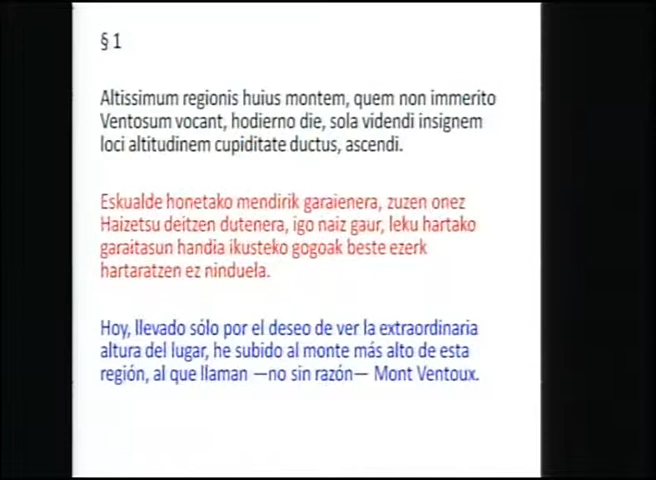 § 1
Altissimum regionis huius montem, quem non immerito
Ventosum vocant, hodierno die, sola videndi insignem
loci altitudinem cupiditate ductus, ascendi.
Eskualde honetako mendirik garaienera, zuzen onez
Haizetsu deitzen dutenera, igo naiz gaur, leku hartako
garaitasun handia ikusteko gogoak beste ezerk
hartaratzen ez ninduela.
Hoy, llevado sólo por el deseo de ver la extraordinaria
altura del lugar, he subido al monte más alto de esta
región, al que llaman —no sin razón— Mont Ventoux.